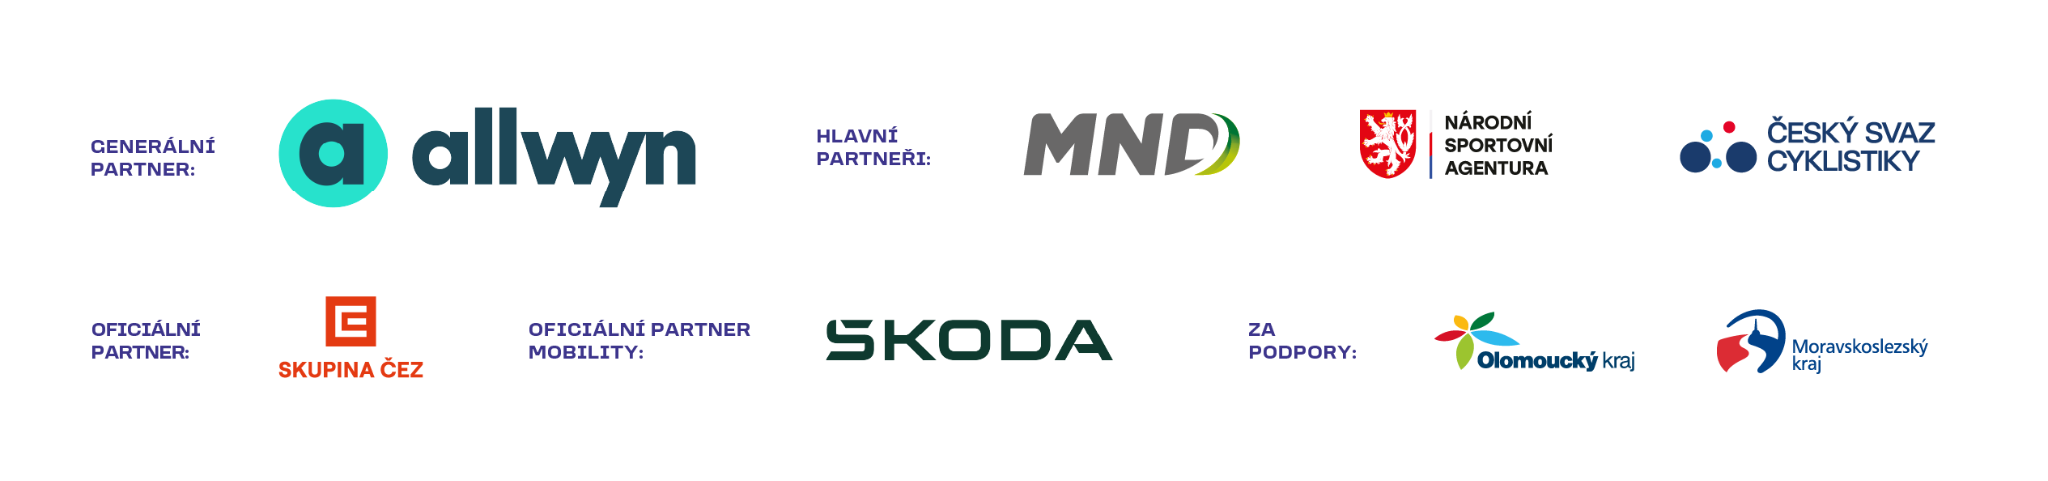 GENERÁLNÍ
PARTNER:
a allwyn
HLAVNÍ
PARTNEŘI:
MND
NÁRODNÍ
SPORTOVNÍ
AGENTURA
ČESKÝ SVAZ
CYKLISTIKY
OFICIÁLNÍ
PARTNER:
SKUPINA ČEZ
OFICIÁLNÍ PARTNER
MOBILITY:
ŠKODA
ZA
PODPORY:
Olomoucký kraj
Moravskoslezský
kraj